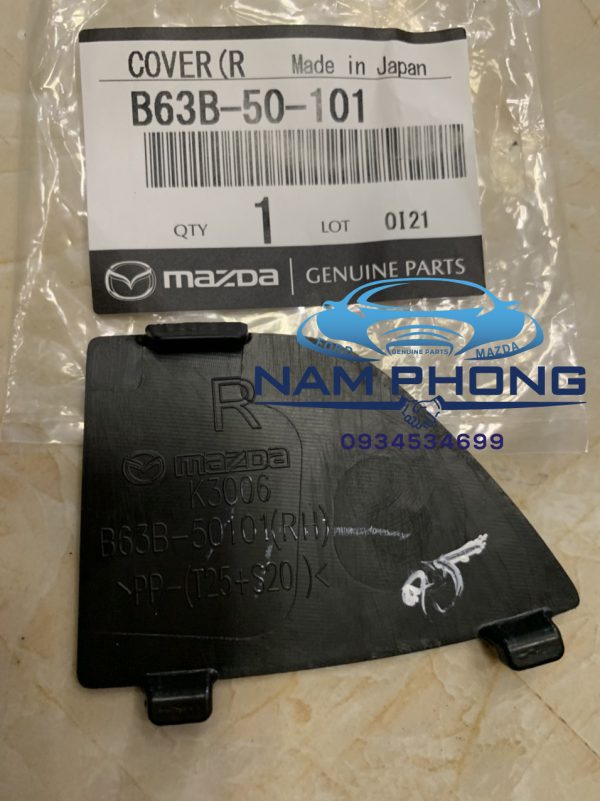 COVER(R Made in Japan
B63B-50-101
QTY 1 LOT 0I21
mazda GENUINE PARTS
GENUINE PARTS MAZDA
NAM PHONG
0934534699
R
mazda
K3006
B63B-50101(RH)
>PP-(T25+S20)<